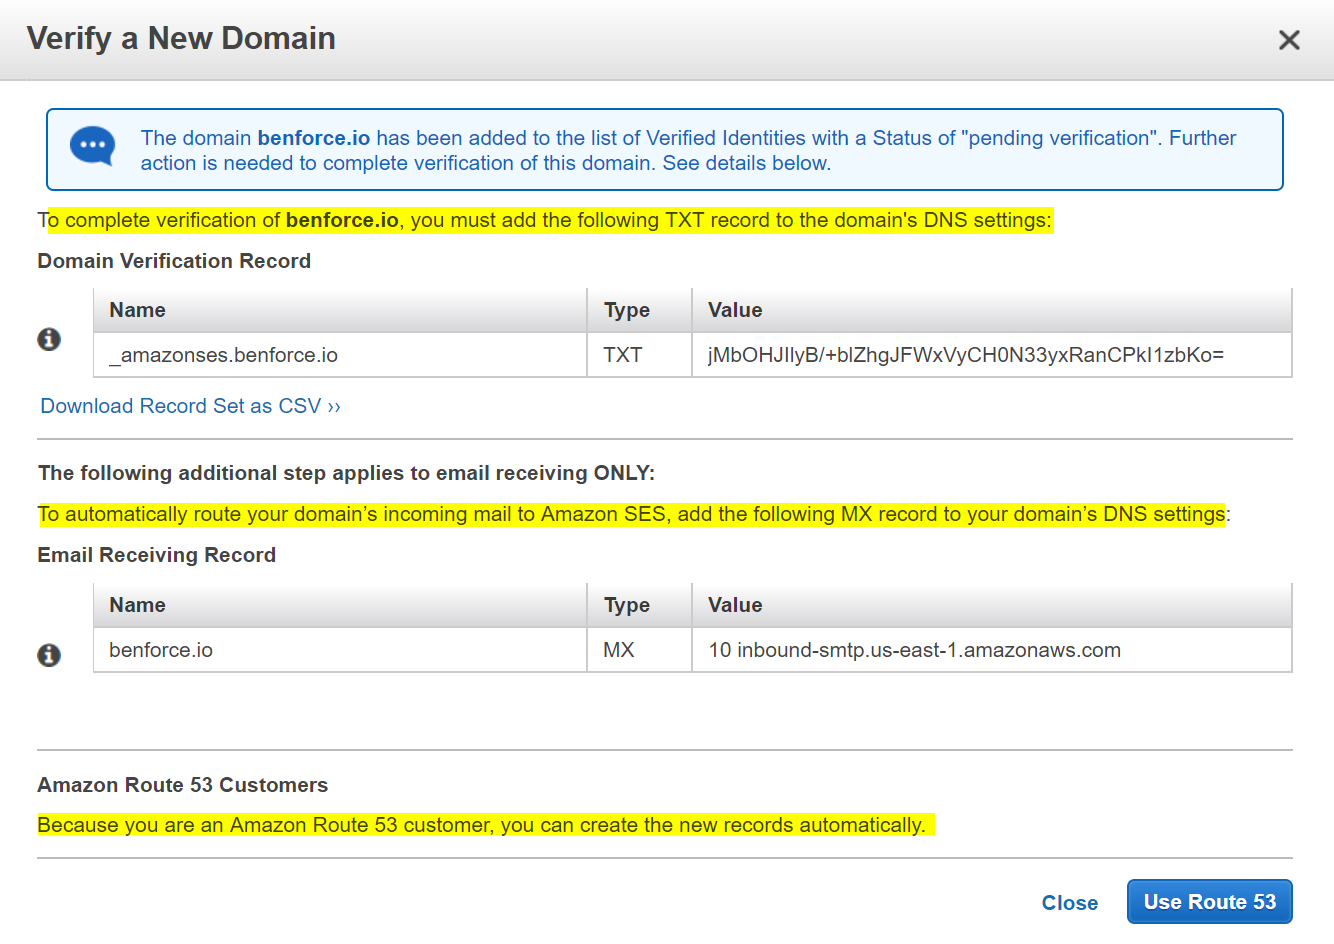 Verify a New Domain
The domain benforce.io has been added to the list of Verified Identities with a Status of "pending verification". Further
action is needed to complete verification of this domain. See details below.
To complete verification of benforce.io, you must add the following TXT record to the domain's DNS settings:
Domain Verification Record
Name Type Value
_amazonses.benforce.io TXT jMbOHJIlyB/+blZhgJFWxVyCH0N33yxRanCPkI1zbKo=
Download Record Set as CSV ››
The following additional step applies to email receiving ONLY:
To automatically route your domain’s incoming mail to Amazon SES, add the following MX record to your domain’s DNS settings:
Email Receiving Record
Name Type Value
benforce.io MX 10 inbound-smtp.us-east-1.amazonaws.com
Amazon Route 53 Customers
Because you are an Amazon Route 53 customer, you can create the new records automatically.
Close Use Route 53